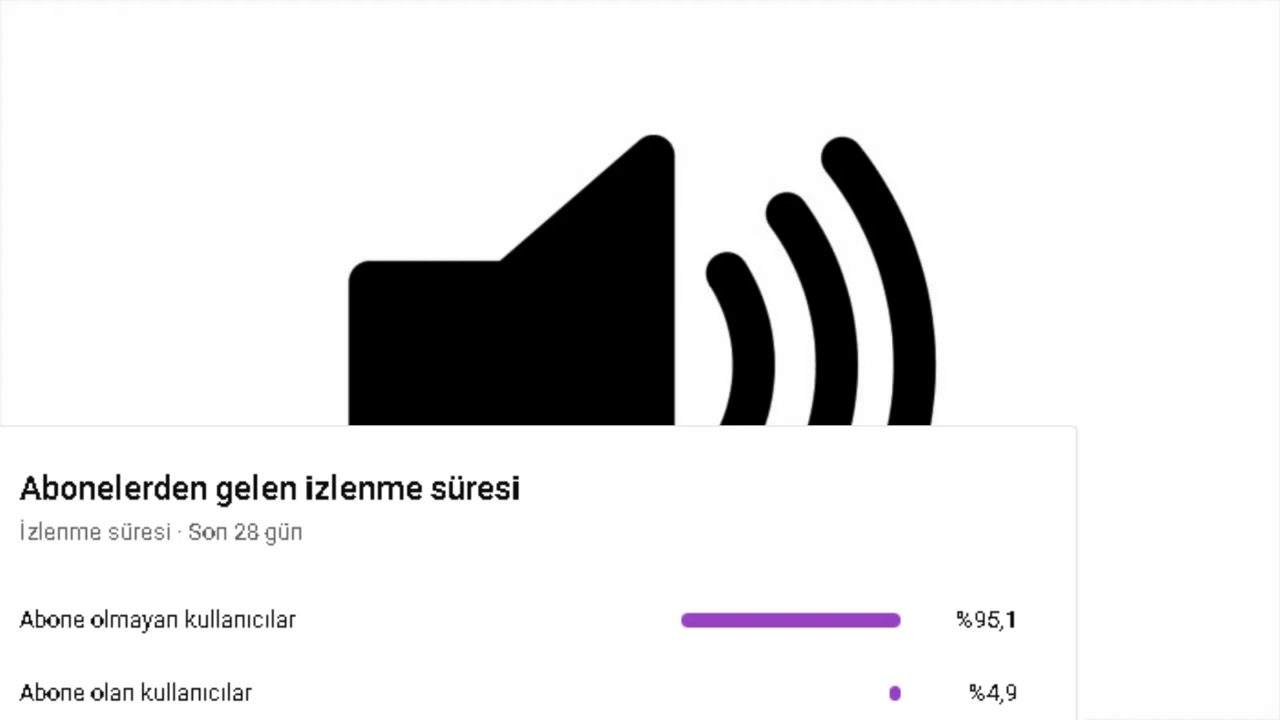 Abonelerden gelen izlenme süresi
İzlenme süresi · Son 28 gün
Abone olmayan kullanıcılar %95,1
Abone olan kullanıcılar %4,9